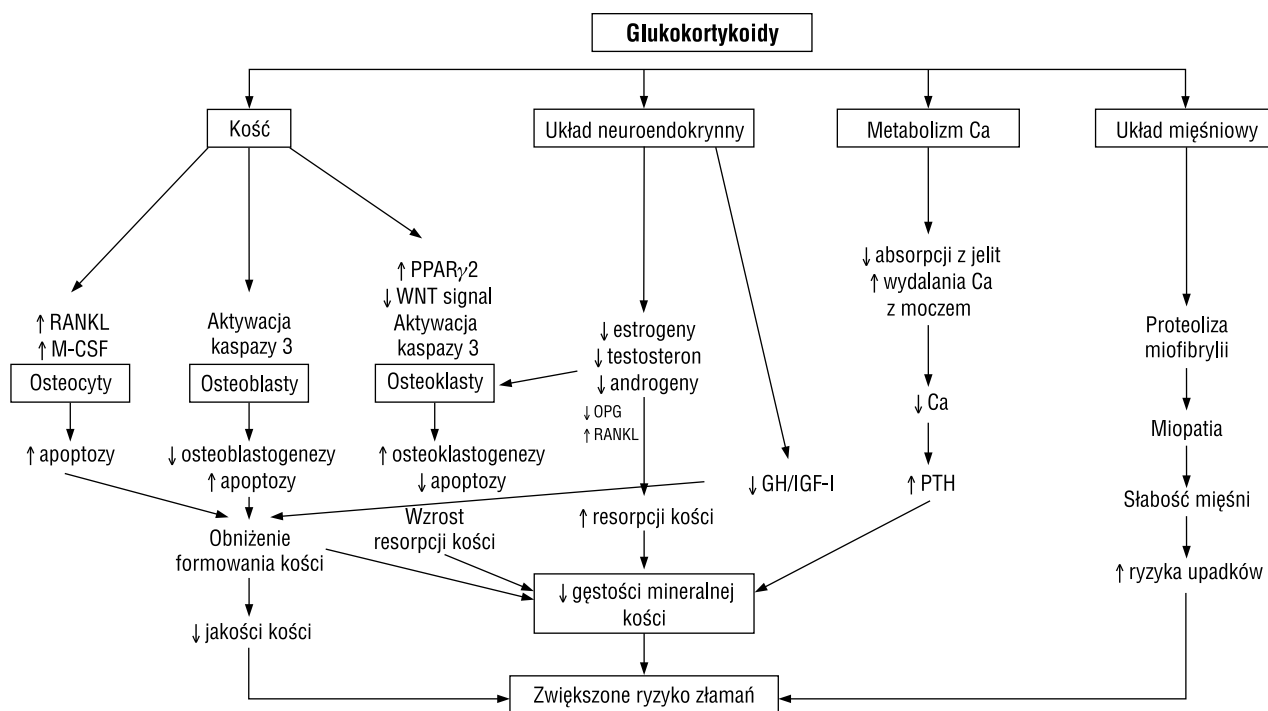 Glukokortykoidy
Kość
Układ neuroendokrynny
Metabolizm Ca
Układ mięśniowy
↑ RANKL
↑ M-CSF
Osteocyty
↑ apoptozy
Aktywacja
kaspazy 3
Osteoblasty
↓ osteoblastogenezy
↑ apoptozy
↑ PPARγ2
↓ WNT signal
Aktywacja
kaspazy 3
Osteoklasty
↑ osteoklastogenezy
↓ apoptozy
↓ estrogeny
↓ testosteron
↓ androgeny
↓ OPG
↑ RANKL
↓ GH/IGF-I
↓ absorpcji z jelit
↑ wydalania Ca
z moczem
↓ Ca
↑ PTH
Proteoliza
miofibrylii
Miopatia
Słabość mięśni
↑ ryzyka upadków
Obniżenie
formowania kości
Wzrost
resorpcji kości
↑ resorpcji kości
↓ jakości kości
↓ gęstości mineralnej
kości
Zwiększone ryzyko złamań